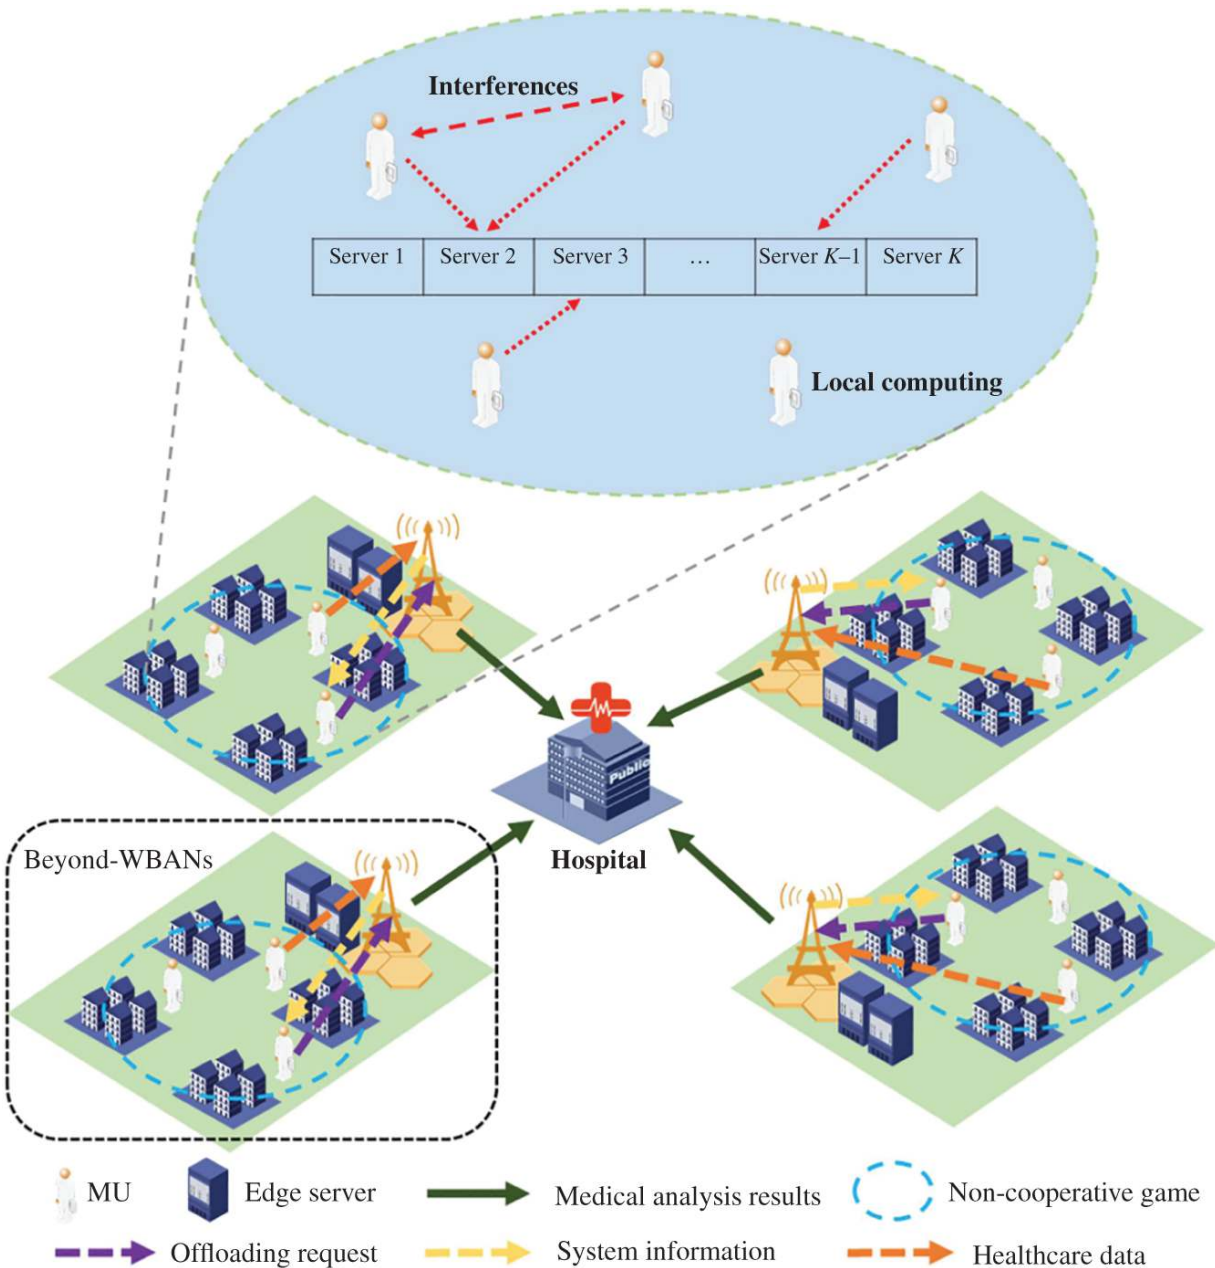 Interferences
Server 1 Server 2 Server 3 ... Server K–1 Server K
Local computing
Public
Hospital
Beyond-WBANs
MU Edge server Medical analysis results Non-cooperative game
Offloading request System information Healthcare data